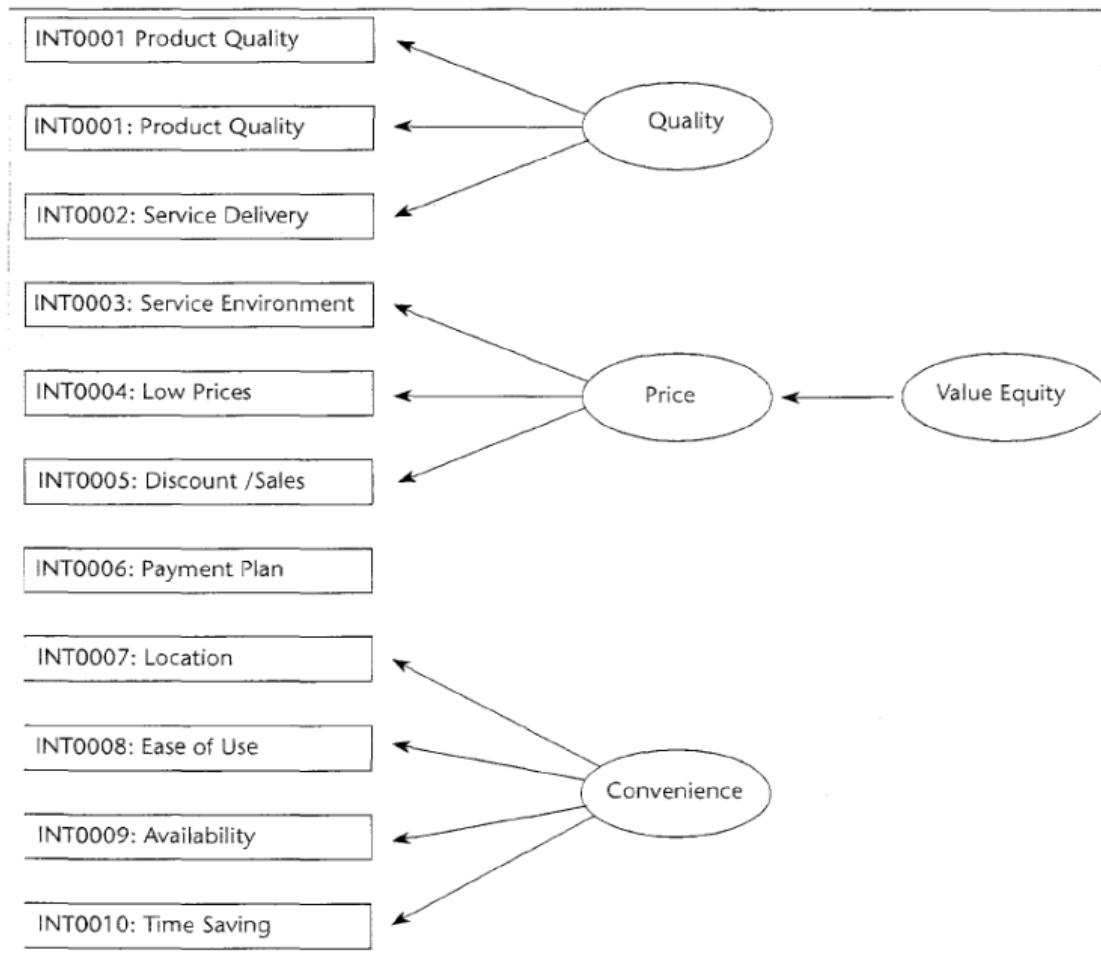 INT0001 Product Quality
INT0001: Product Quality
Quality
INT0002: Service Delivery
INT0003: Service Environment
INT0004: Low Prices
Price
Value Equity
INT0005: Discount /Sales
INT0006: Payment Plan
INT0007: Location
INT0008: Ease of Use
Convenience
INT0009: Availability
INT0010: Time Saving